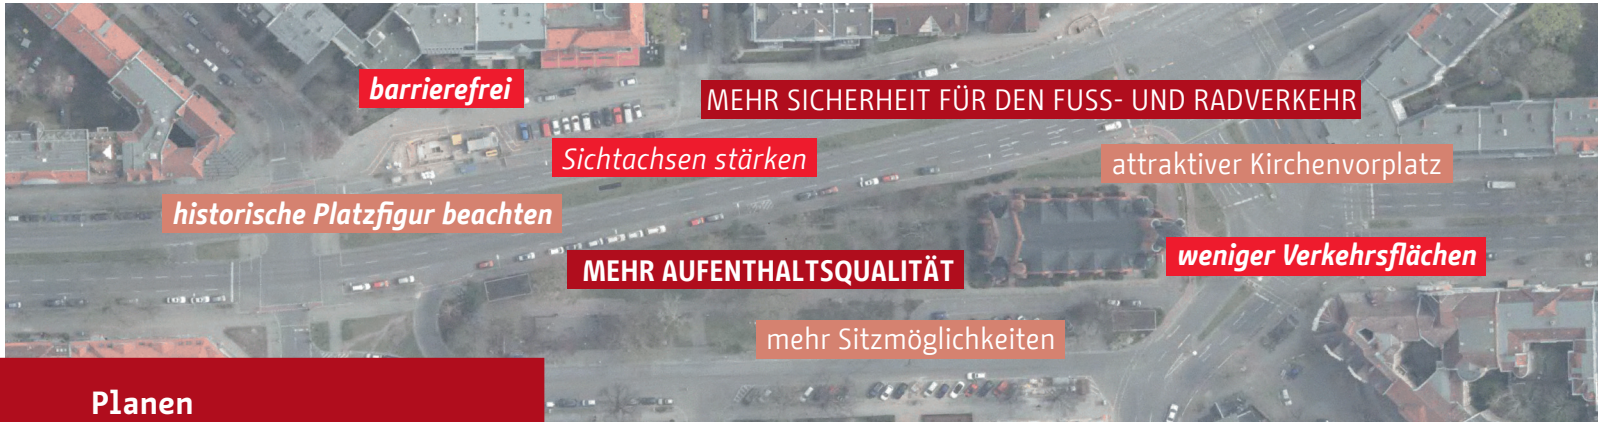 barrierefrei
MEHR SICHERHEIT FÜR DEN FUSS- UND RADVERKEHR
Sichtachsen stärken
attraktiver Kirchenvorplatz
historische Platzfigur beachten
weniger Verkehrsflächen
MEHR AUFENTHALTSQUALITÄT
mehr Sitzmöglichkeiten
Planen